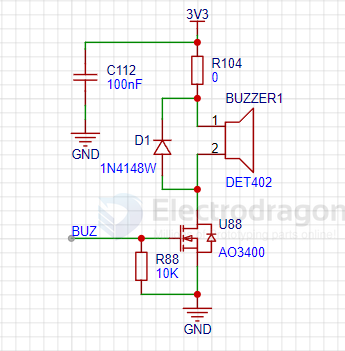 3V3
C112
100nF
R104
0
BUZZER1
1
2
D1
1N4148W
DET402
GND
Electrodragon
BUZ
U88
AO3400
R88
10K
GND